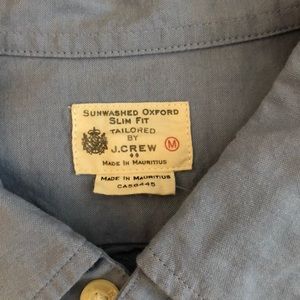 SUNWASHED OXFORD
SLIM FIT
TAILORED
BY
J.CREW M
MADE IN MAURITIUS
MADE IN MAURITIUS
CA56445